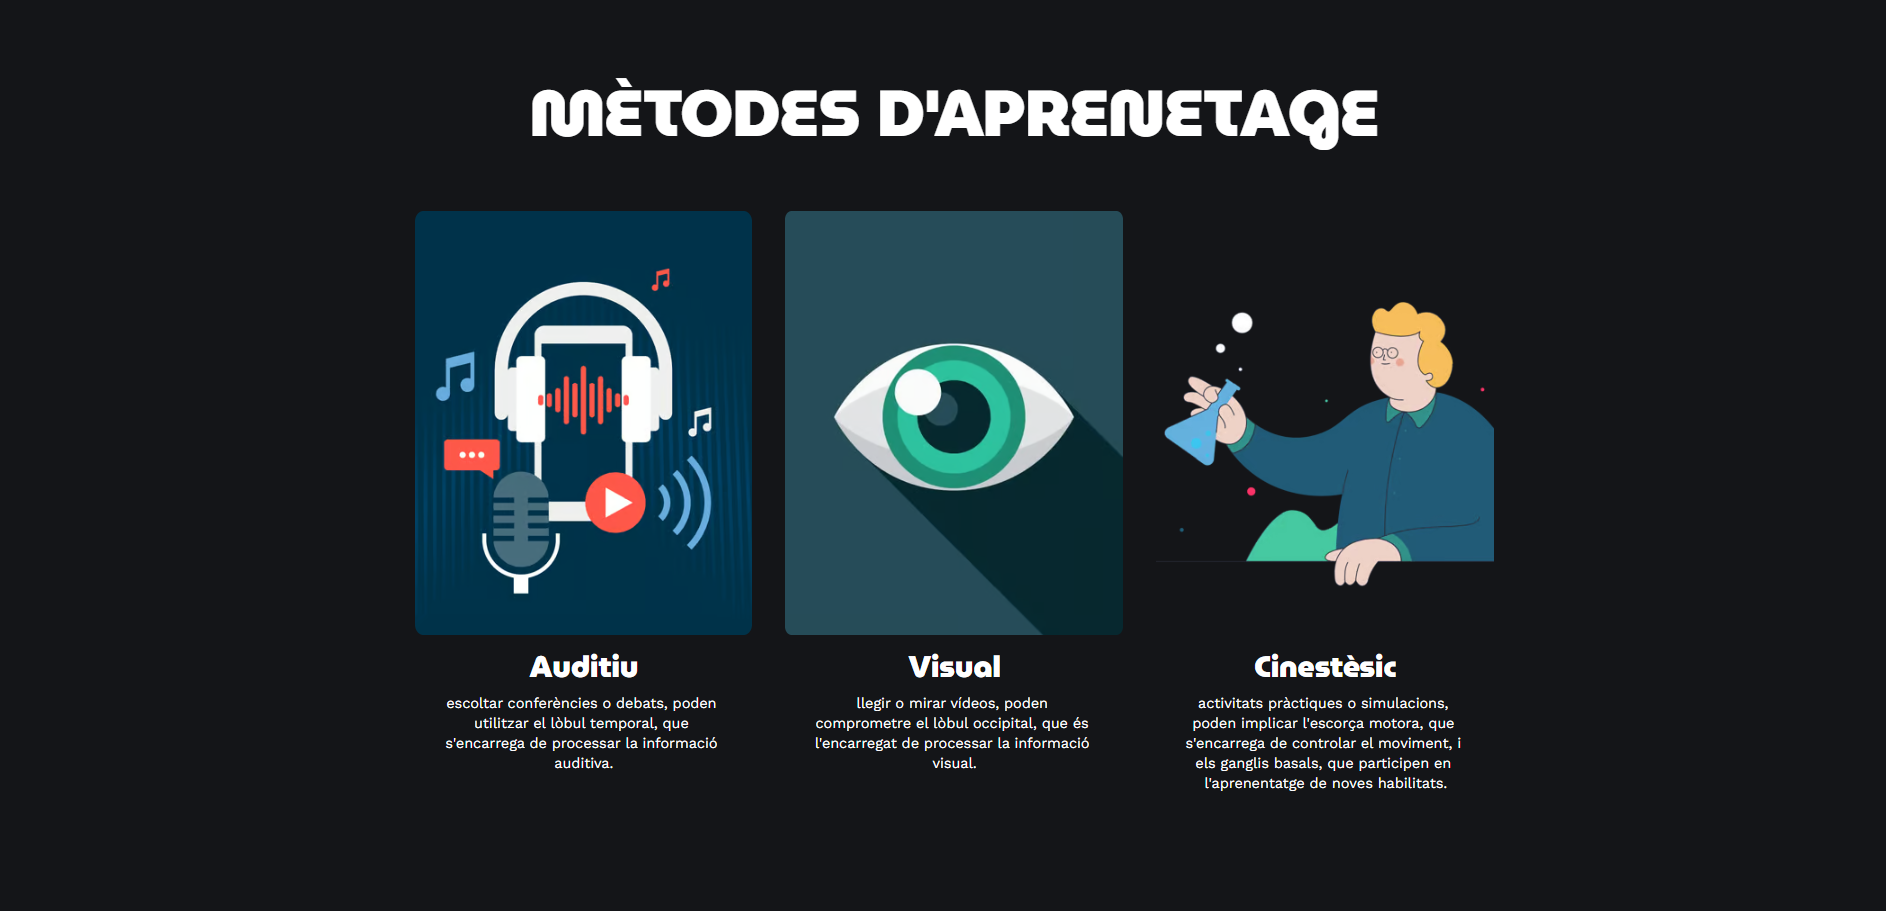 MÈTODES D'APRENETAGE
Auditiu
escoltar conferències o debats, poden
utilitzar el lòbul temporal, que
s'encarrega de processar la informació
auditiva.
Visual
llegir o mirar vídeos, poden
comprometre el lòbul occipital, que és
l'encarregat de processar la informació
visual.
Cinestèsic
activitats pràctiques o simulacions,
poden implicar l'escorça motora, que
s'encarrega de controlar el moviment, i
els ganglis basals, que participen en
l'aprenentatge de noves habilitats.